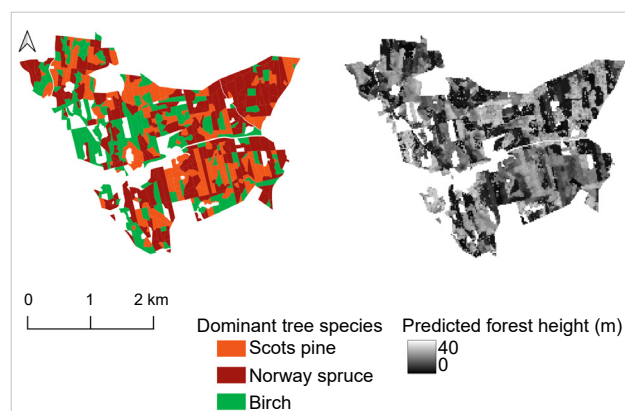 0 1 2 km
Dominant tree species
Scots pine
Norway spruce
Birch
Predicted forest height (m)
40
0